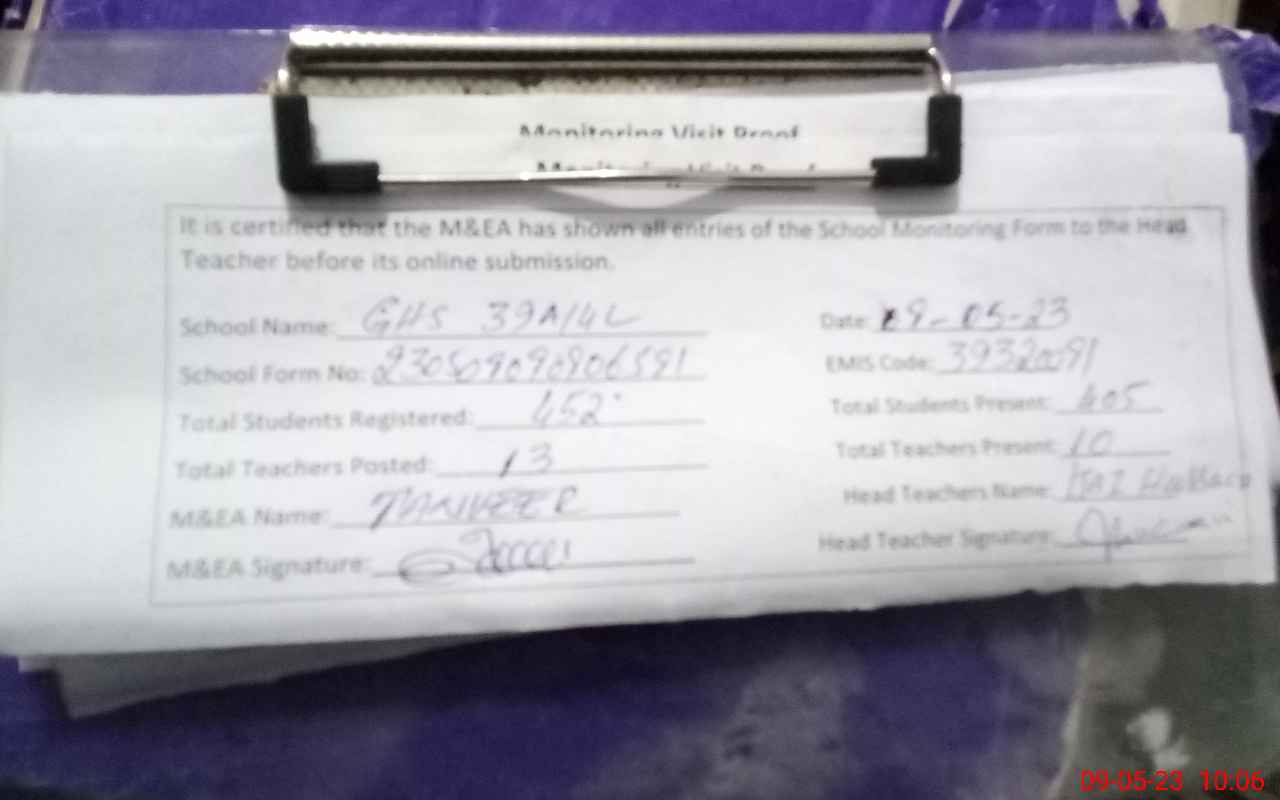 Monitoring Visit Proof
It is certified that the M&EA has shown all entries of the School Monitoring Form to the Head
Teacher before its online submission.
School Name: GHS 39A/4L Date: 09-05-23
School Form No: 230509090906591 EMIS Code: 39320091
Total Students Registered: 452 Total Students Present: 405
Total Teachers Posted: 13 Total Teachers Present: 10
M&EA Name: TANVEER Head Teachers Name:
M&EA Signature: Head Teacher Signature:
09-05-23 10:06